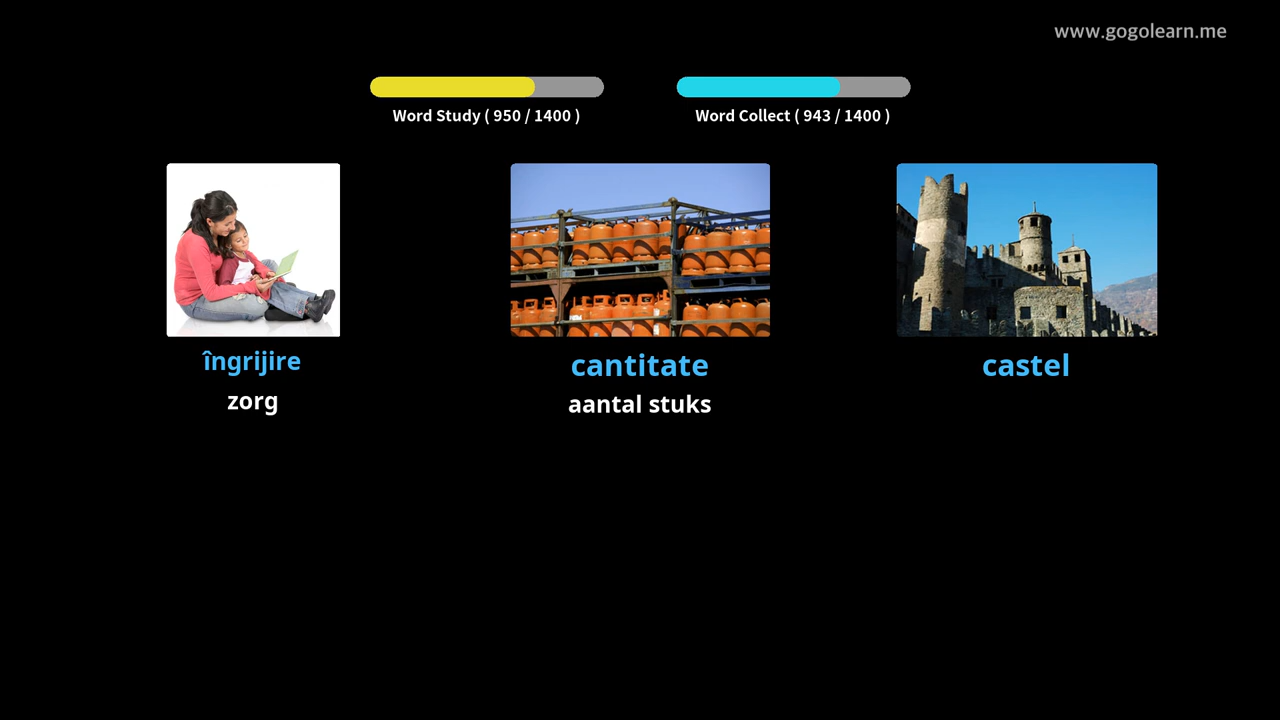 www.gogolearn.me
Word Study ( 950 / 1400 )
Word Collect ( 943 / 1400 )
îngrijire
zorg
cantitate
aantal stuks
castel